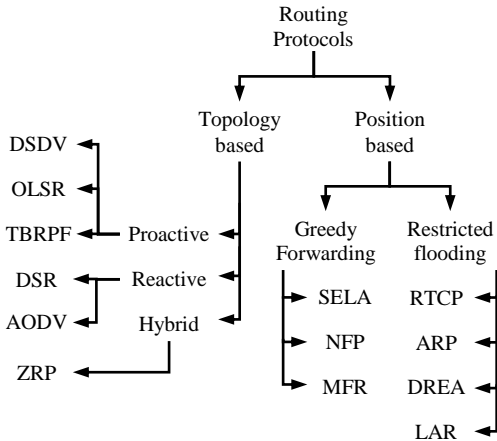 Routing
Protocols
Topology
based
Position
based
DSDV
OLSR
TBRPF
Proactive
DSR
Reactive
AODV
Hybrid
ZRP
Greedy
Forwarding
SELA
NFP
MFR
Restricted
flooding
RTCP
ARP
DREA
LAR